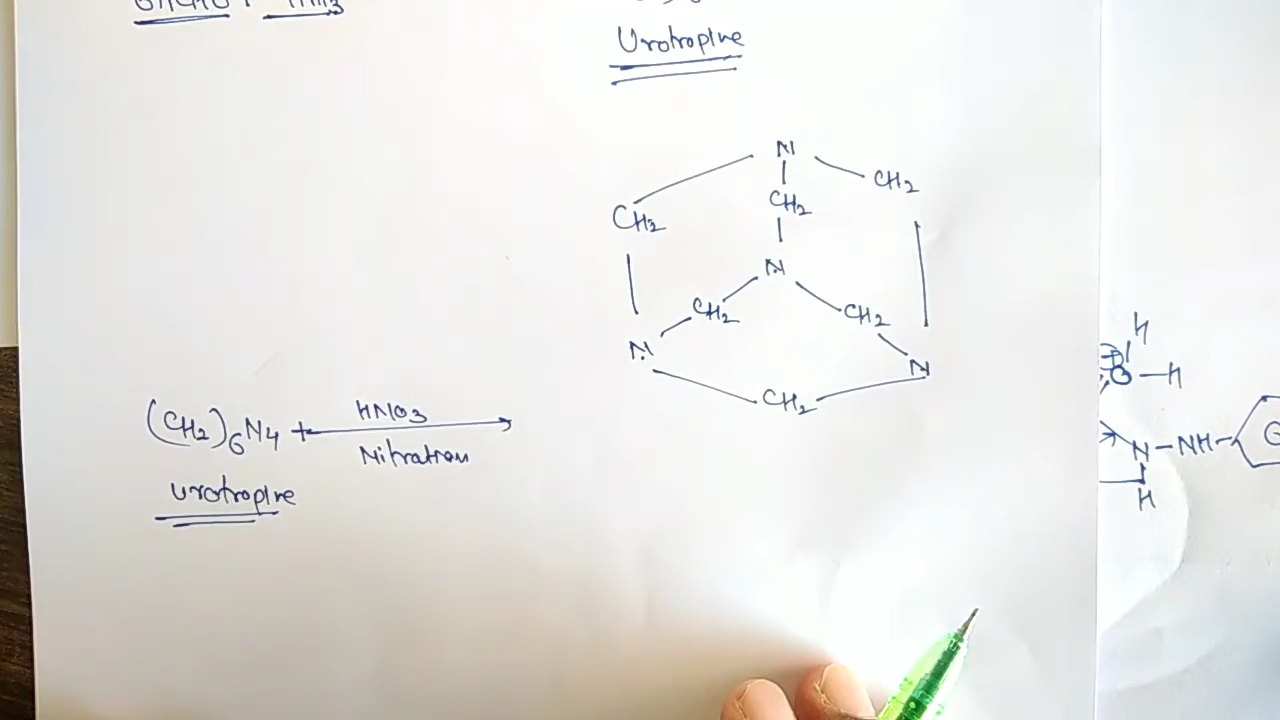 Urotropine
N
CH2
CH2
CH2
N
CH2
CH2
N
N
CH2
(CH2)6N4 + HNO3
Nitration
Urotropine
H
O—H
N—NH—
H